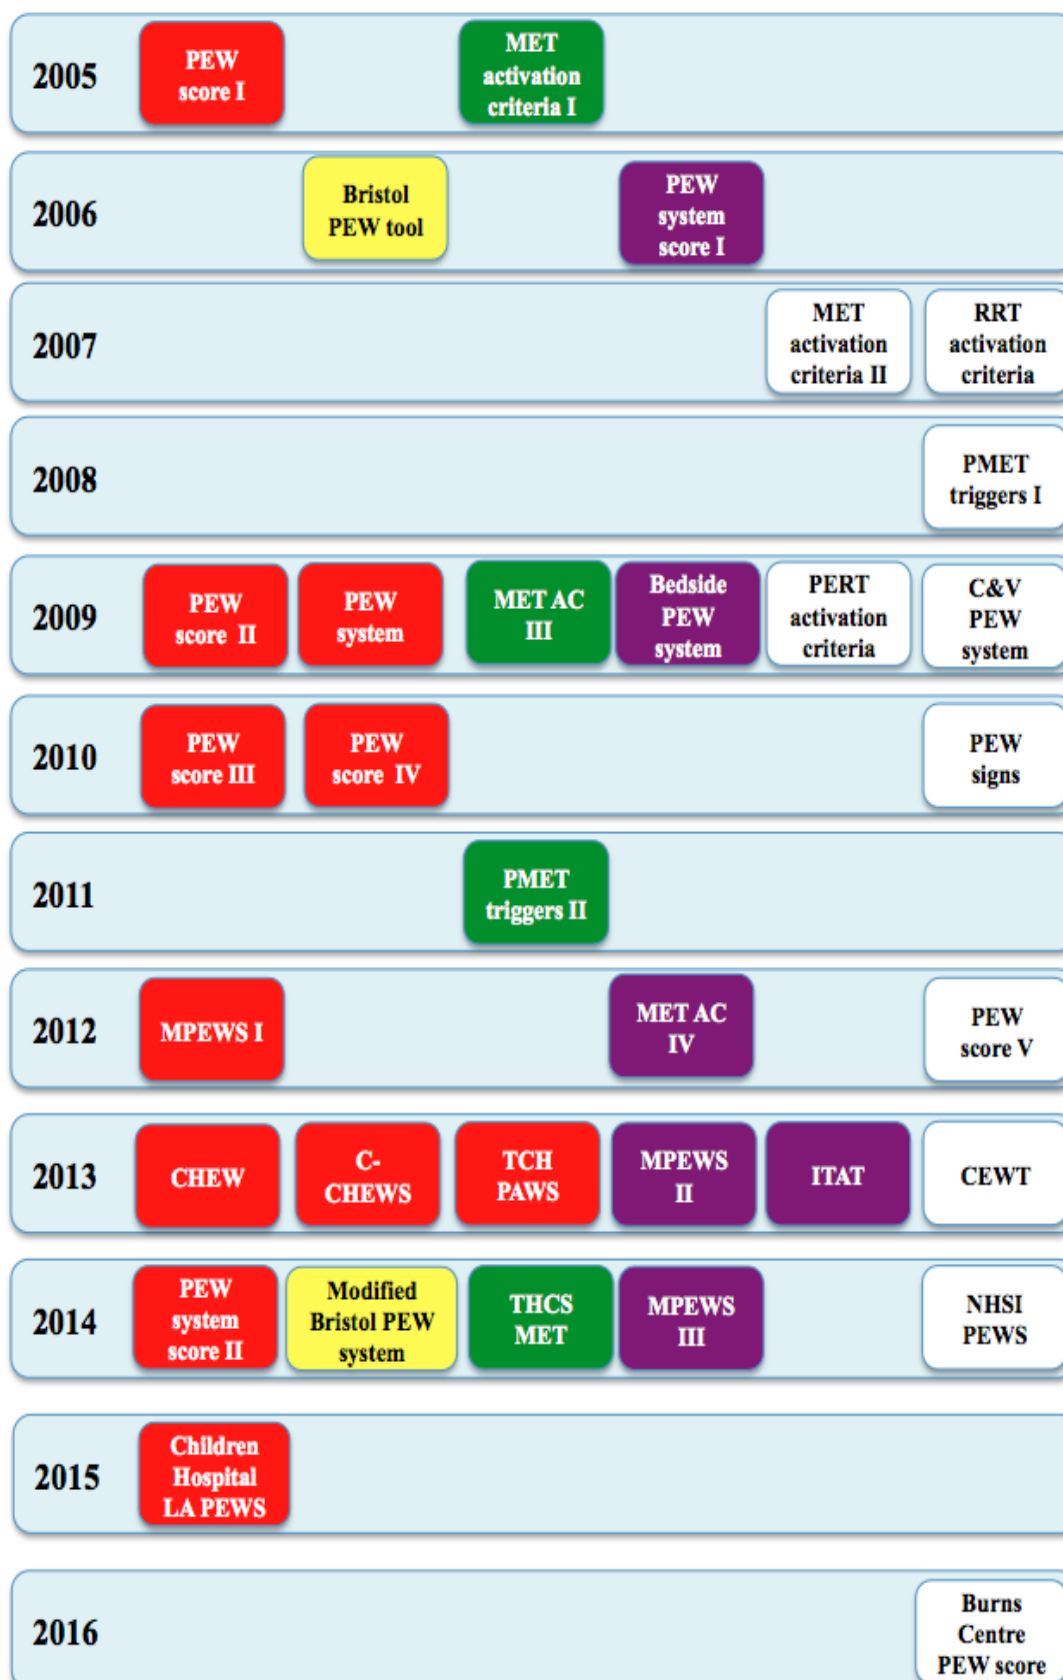 2005
PEW
score I
MET
activation
criteria I
2006
Bristol
PEW tool
PEW
system
score I
2007
MET
activation
criteria II
RRT
activation
criteria
2008
PMET
triggers I
2009
PEW
score II
PEW
system
MET AC
III
Bedside
PEW
system
PERT
activation
criteria
C&V
PEW
system
2010
PEW
score III
PEW
score IV
PEW
signs
2011
PMET
triggers II
2012
MPEWS I
MET AC
IV
PEW
score V
2013
CHEW
C-
CHEWS
TCH
PAWS
MPEWS
II
ITAT
CEWT
2014
PEW
system
score II
Modified
Bristol PEW
system
THCS
MET
MPEWS
III
NHSI
PEWS
2015
Children
Hospital
LA PEWS
2016
Burns
Centre
PEW score